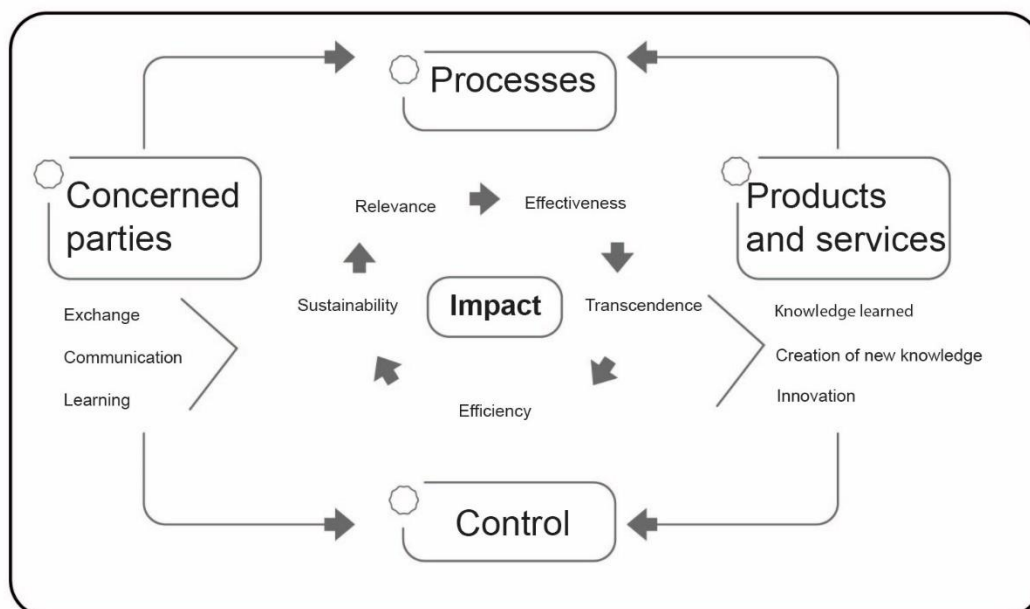 Processes
Concerned
parties
Products
and services
Relevance
Effectiveness
Sustainability
Impact
Transcendence
Efficiency
Exchange
Communication
Learning
Knowledge learned
Creation of new knowledge
Innovation
Control